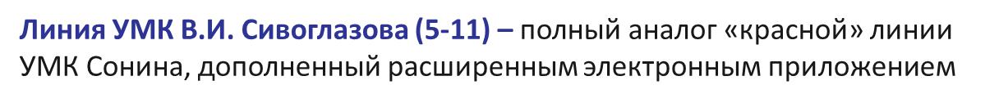 Линия УМК В.И. Сивоглазова (5-11) – полный аналог «красной» линии
УМК Сонина, дополненный расширенным электронным приложением